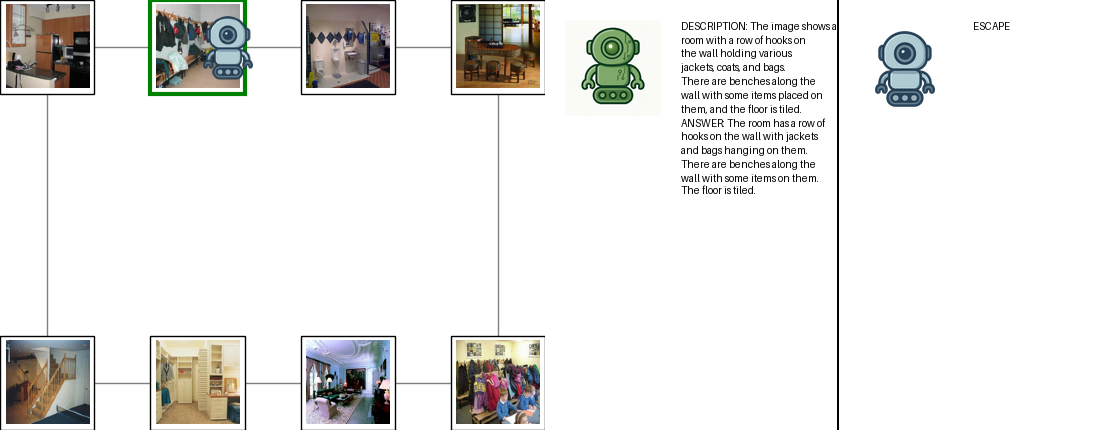 DESCRIPTION: The image shows a
room with a row of hooks on
the wall holding various
jackets, coats, and bags.
There are benches along the
wall with some items placed on
them, and the floor is tiled.
ANSWER: The room has a row of
hooks on the wall with jackets
and bags hanging on them.
There are benches along the
wall with some items on them.
The floor is tiled.
ESCAPE